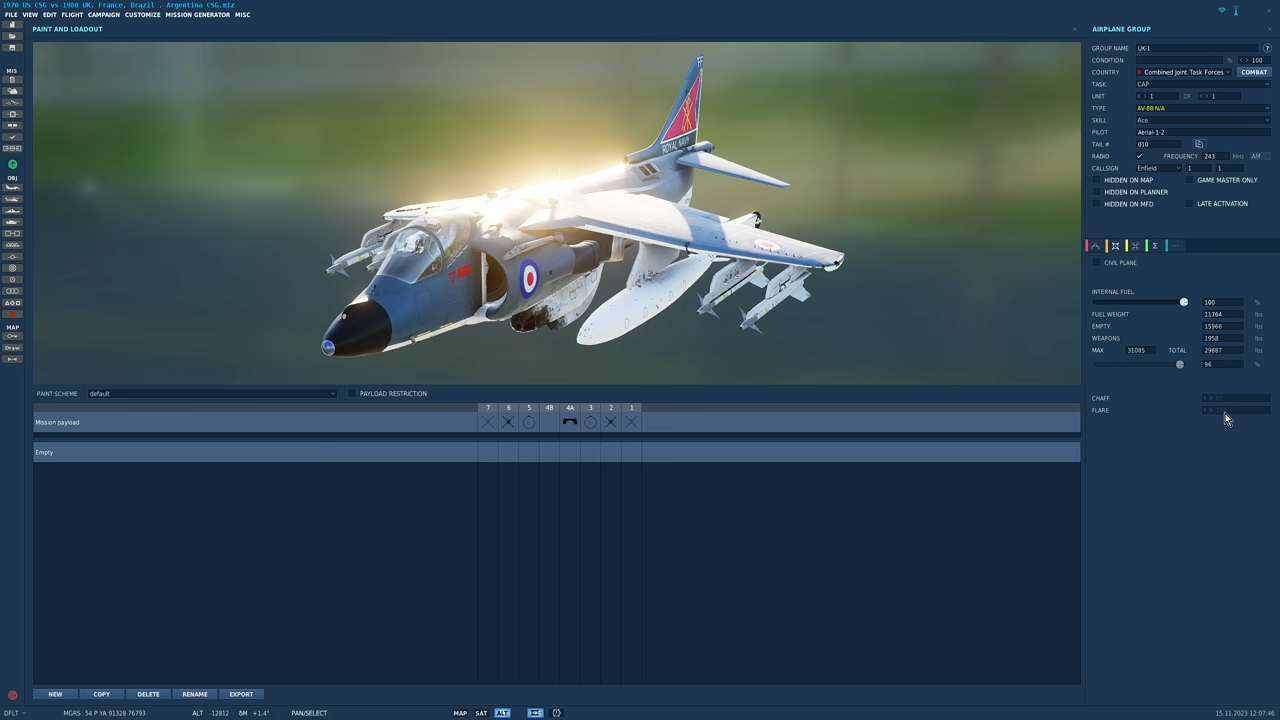 1970 US CSG vs 1980 UK, France, Brazil , Argentina CSG.miz
FILE VIEW EDIT FLIGHT CAMPAIGN CUSTOMIZE MISSION GENERATOR MISC
PAINT AND LOADOUT
ROYAL NAVY
PAINT SCHEME default PAYLOAD RESTRICTION
7 6 5 4B 4A 3 2 1
Mission payload
Empty
NEW COPY DELETE RENAME EXPORT
MIS
OBJ
MAP
Draw
AIRPLANE GROUP
GROUP NAME UK-1 ?
CONDITION % < > 100
COUNTRY Combined Joint Task Forces COMBAT
TASK CAP
UNIT < > 1 OF < > 1
TYPE AV-8B N/A
SKILL Ace
PILOT Aerial-1-2
TAIL # 010
RADIO FREQUENCY 243 MHz AM
CALLSIGN Enfield 1 1
HIDDEN ON MAP GAME MASTER ONLY
HIDDEN ON PLANNER
HIDDEN ON MFD LATE ACTIVATION
CIVIL PLANE
INTERNAL FUEL
100 %
FUEL WEIGHT 11764 lbs
EMPTY 15966 lbs
WEAPONS 1958 lbs
MAX 31085 TOTAL 29687 lbs
96 %
CHAFF
FLARE
DFLT MGRS 54 P YA 91328 76793 ALT -12812 δM +1.4° PAN/SELECT MAP SAT ALT 15.11.2023 12:07:46